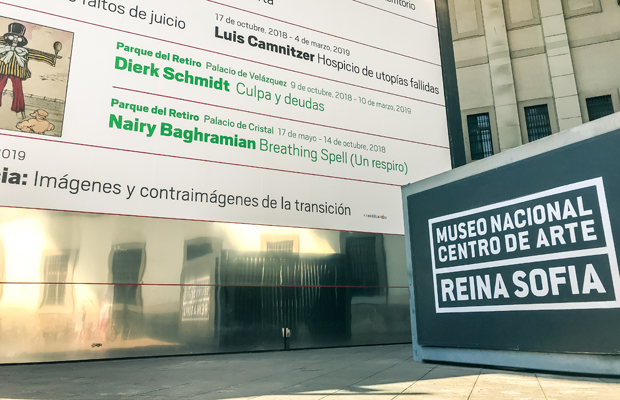 territorio
faltos de juicio
17 de octubre, 2018 - 4 de marzo, 2019
Luis Camnitzer Hospicio de utopías fallidas
Parque del Retiro Palacio de Velázquez 9 de octubre, 2018 - 10 de marzo, 2019
Dierk Schmidt Culpa y deudas
Parque del Retiro Palacio de Cristal 17 de mayo - 14 de octubre, 2018
Nairy Baghramian Breathing Spell (Un respiro)
2019
cia: Imágenes y contraimágenes de la transición
MUSEO NACIONAL
CENTRO DE ARTE
REINA SOFIA